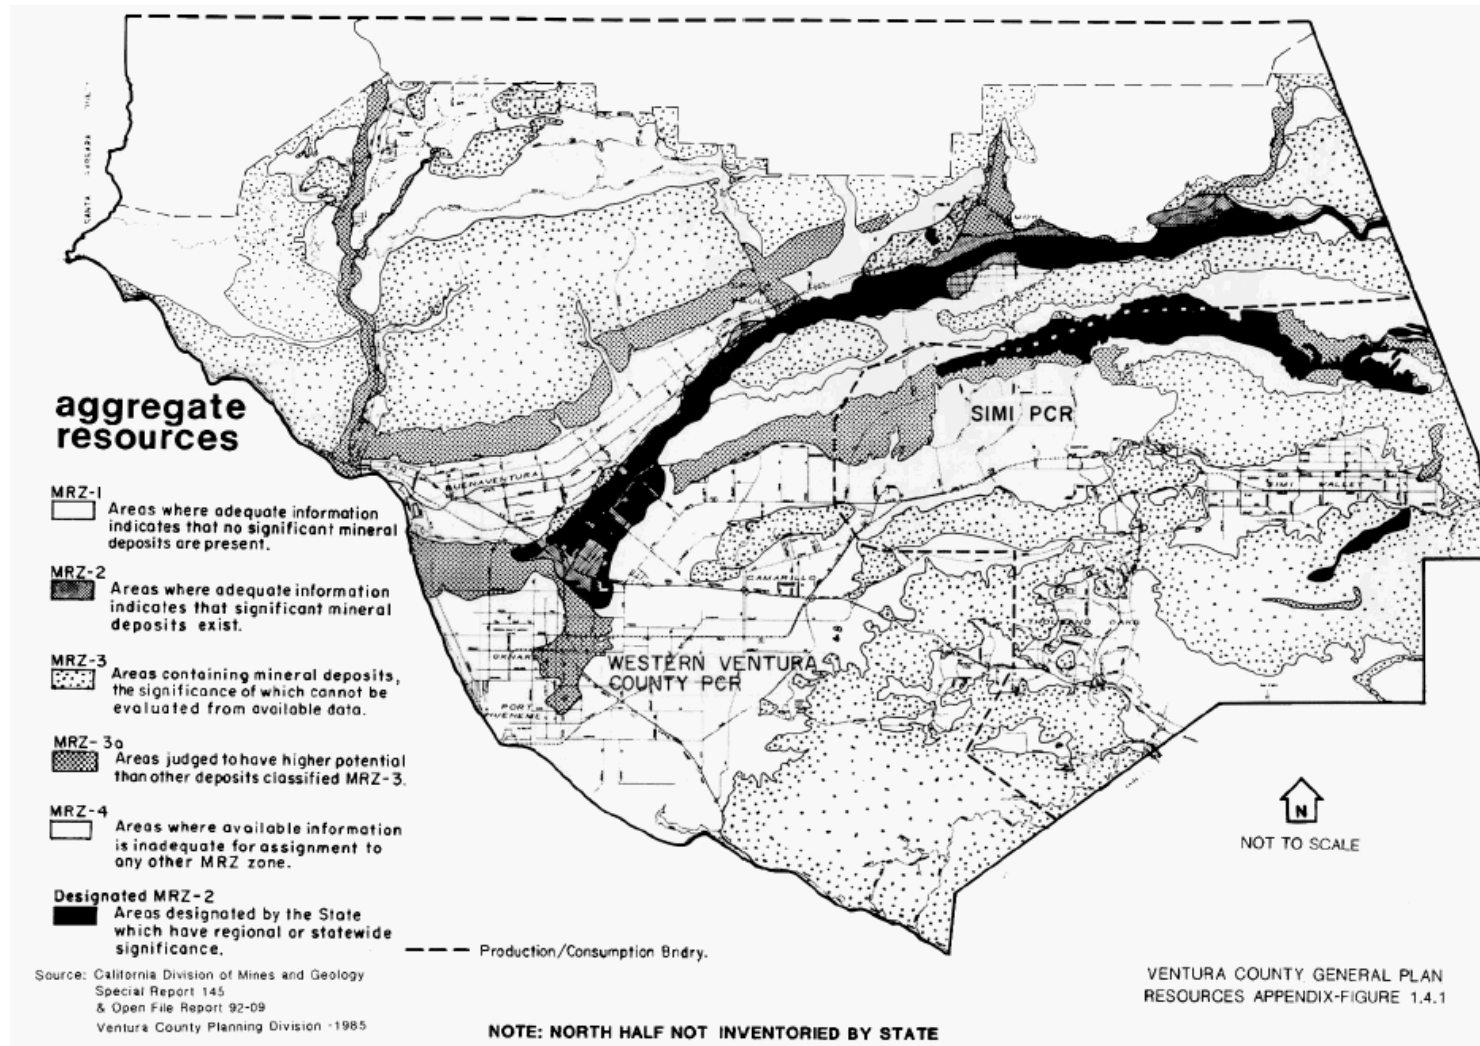 SANTA
PAULA
SIMI PCR
aggregate
resources
SAN
BUENAVENTURA
SIMI VALLEY
MRZ-1
Areas where adequate information
indicates that no significant mineral
deposits are present.
MRZ-2
Areas where adequate information
indicates that significant mineral
deposits exist.
CAMARILLO
THOUSAND OAKS
MRZ-3
Areas containing mineral deposits,
the significance of which cannot be
evaluated from available data.
OXNARD
WESTERN VENTURA
COUNTY PCR
PORT
HUENEME
MRZ-3a
Areas judged to have higher potential
than other deposits classified MRZ-3.
MRZ-4
Areas where available information
is inadequate for assignment to
any other MRZ zone.
N
NOT TO SCALE
Designated MRZ-2
Areas designated by the State
which have regional or statewide
significance.
Production/Consumption Bndry.
Source: California Division of Mines and Geology
Special Report 145
& Open File Report 92-09
Ventura County Planning Division -1985
VENTURA COUNTY GENERAL PLAN
RESOURCES APPENDIX-FIGURE 1.4.1
NOTE: NORTH HALF NOT INVENTORIED BY STATE